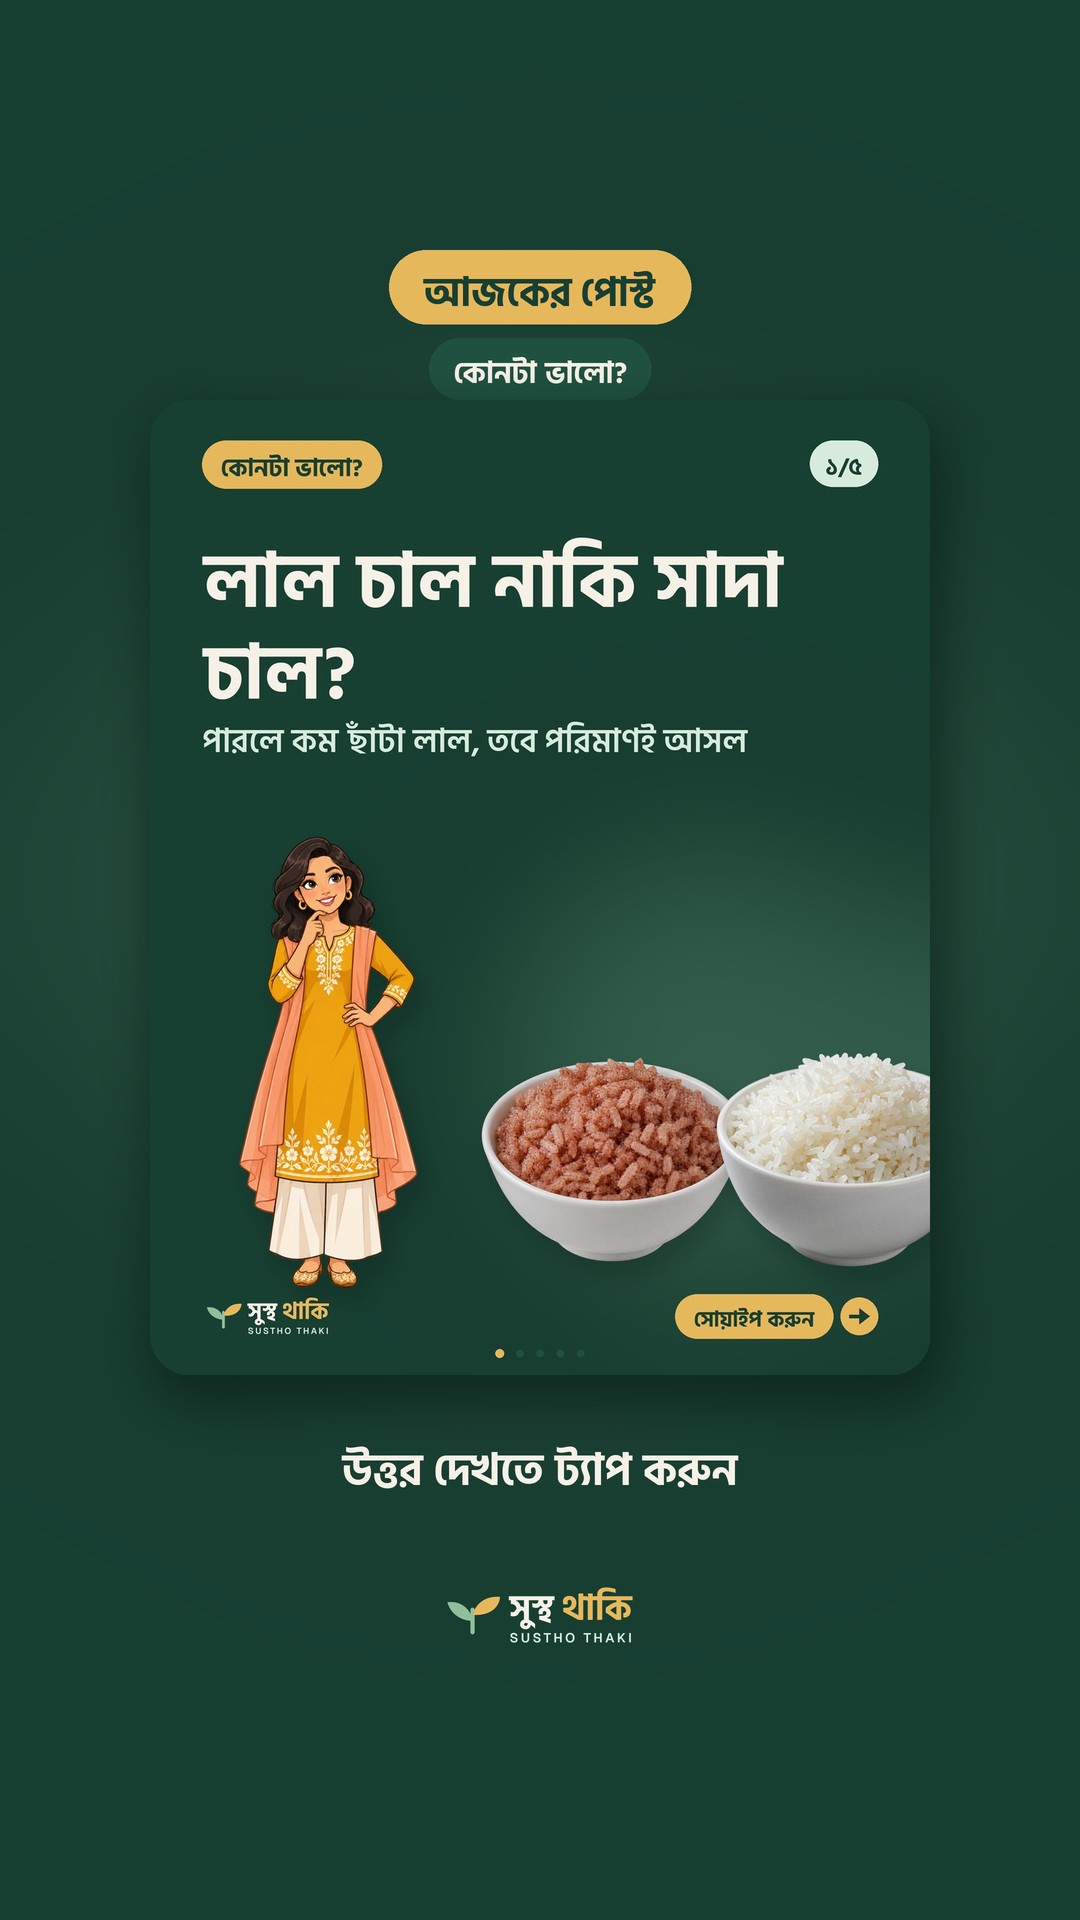 আজকের পোস্ট
কোনটা ভালো?
কোনটা ভালো?
১/৫
লাল চাল নাকি সাদা
চাল?
পারলে কম ছাঁটা লাল, তবে পরিমাণই আসল
সুস্থ থাকি
SUSTHO THAKI
সোয়াইপ করুন
উত্তর দেখতে ট্যাপ করুন
সুস্থ থাকি
SUSTHO THAKI